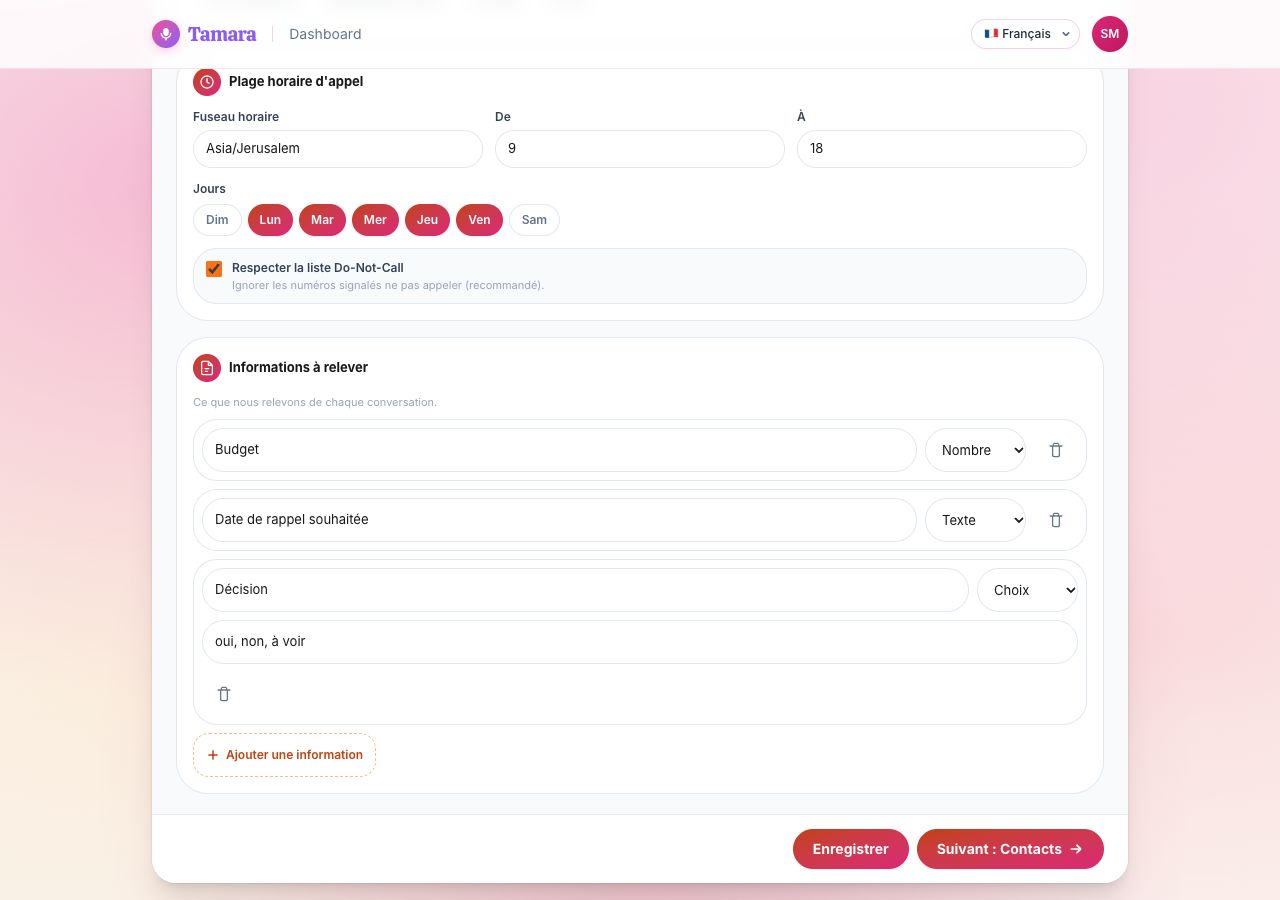 Tamara
Dashboard
Français
SM
Plage horaire d'appel
Fuseau horaire
De
À
Asia/Jerusalem
9
18
Jours
Dim
Lun
Mar
Mer
Jeu
Ven
Sam
Respecter la liste Do-Not-Call
Ignorer les numéros signalés ne pas appeler (recommandé).
Informations à relever
Ce que nous relevons de chaque conversation.
Budget
Nombre
Date de rappel souhaitée
Texte
Décision
Choix
oui, non, à voir
Ajouter une information
Enregistrer
Suivant : Contacts